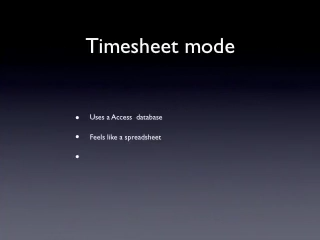 Timesheet mode
• Uses a Access database
• Feels like a spreadsheet
•